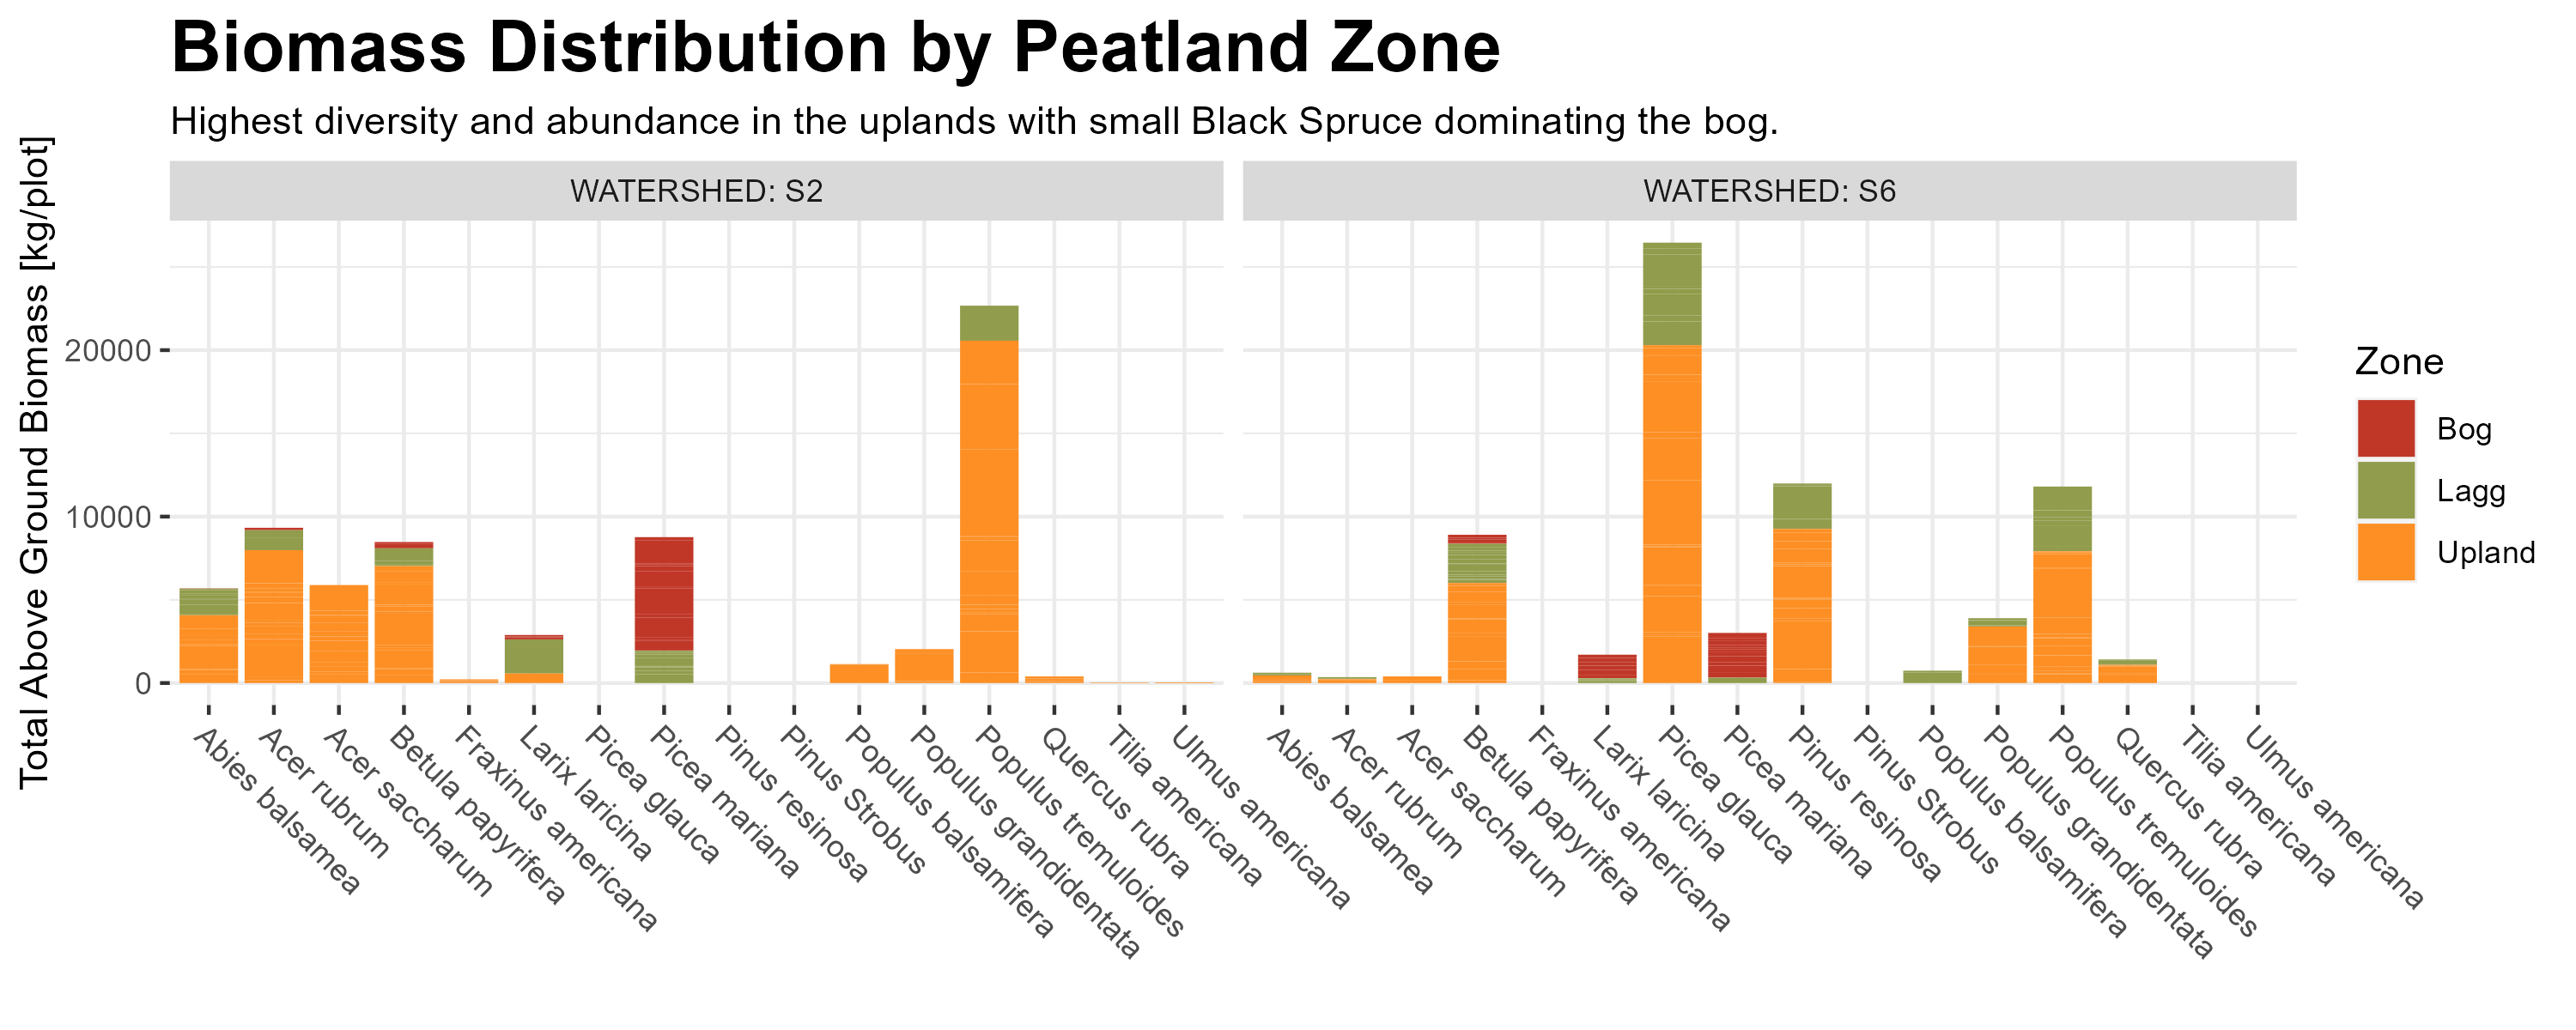 Biomass Distribution by Peatland Zone
Highest diversity and abundance in the uplands with small Black Spruce dominating the bog.
Total Above Ground Biomass [kg/plot]
WATERSHED: S2
WATERSHED: S6
20000
10000
0
Abies balsamea
Acer rubrum
Acer saccharum
Betula papyrifera
Fraxinus americana
Larix laricina
Picea glauca
Picea mariana
Pinus resinosa
Pinus Strobus
Populus balsamifera
Populus grandidentata
Populus tremuloides
Quercus rubra
Tilia americana
Ulmus americana
Abies balsamea
Acer rubrum
Acer saccharum
Betula papyrifera
Fraxinus americana
Larix laricina
Picea glauca
Picea mariana
Pinus resinosa
Pinus Strobus
Populus balsamifera
Populus grandidentata
Populus tremuloides
Quercus rubra
Tilia americana
Ulmus americana
Zone
Bog
Lagg
Upland